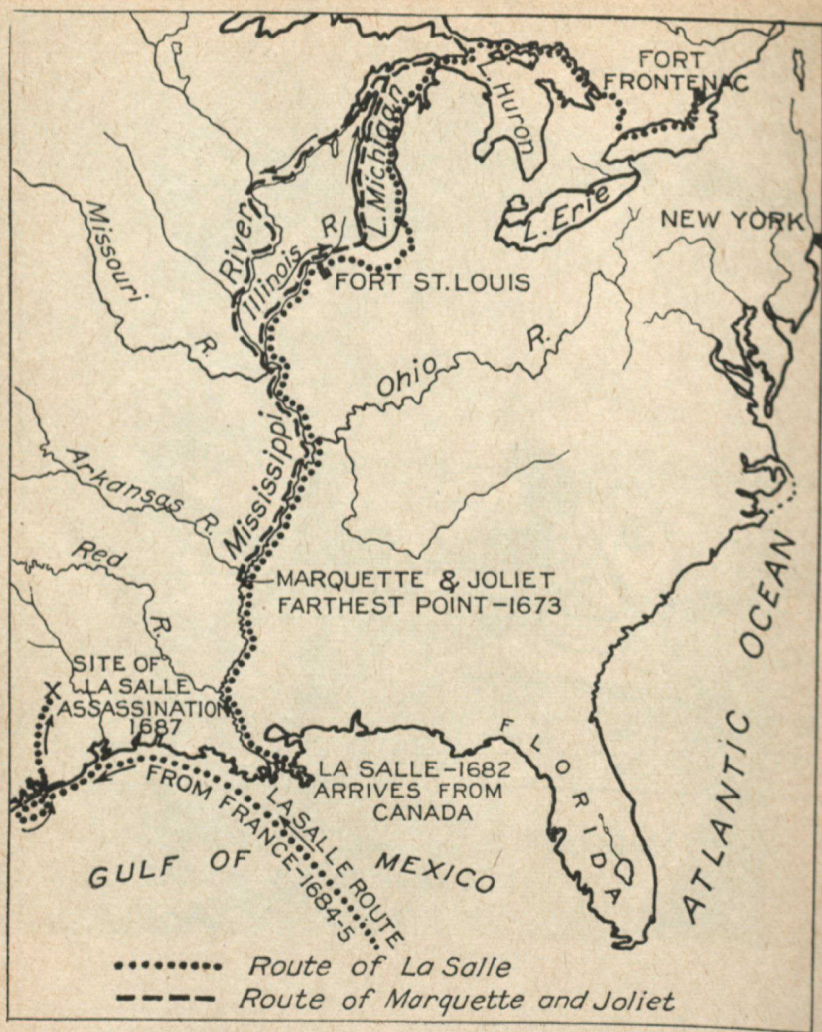 FORT
FRONTENAC
L. Huron
L. Michigan
L. Erie
NEW YORK
River
Illinois R.
FORT ST. LOUIS
Missouri
R.
Ohio R.
Mississippi
Arkansas R.
MARQUETTE & JOLIET
FARTHEST POINT-1673
Red
R.
SITE OF
LA SALLE
ASSASSINATION
1687
ATLANTIC OCEAN
FLORIDA
LA SALLE-1682
ARRIVES FROM
CANADA
LA SALLE ROUTE
FROM FRANCE-1684-5
GULF OF MEXICO
Route of La Salle
Route of Marquette and Joliet